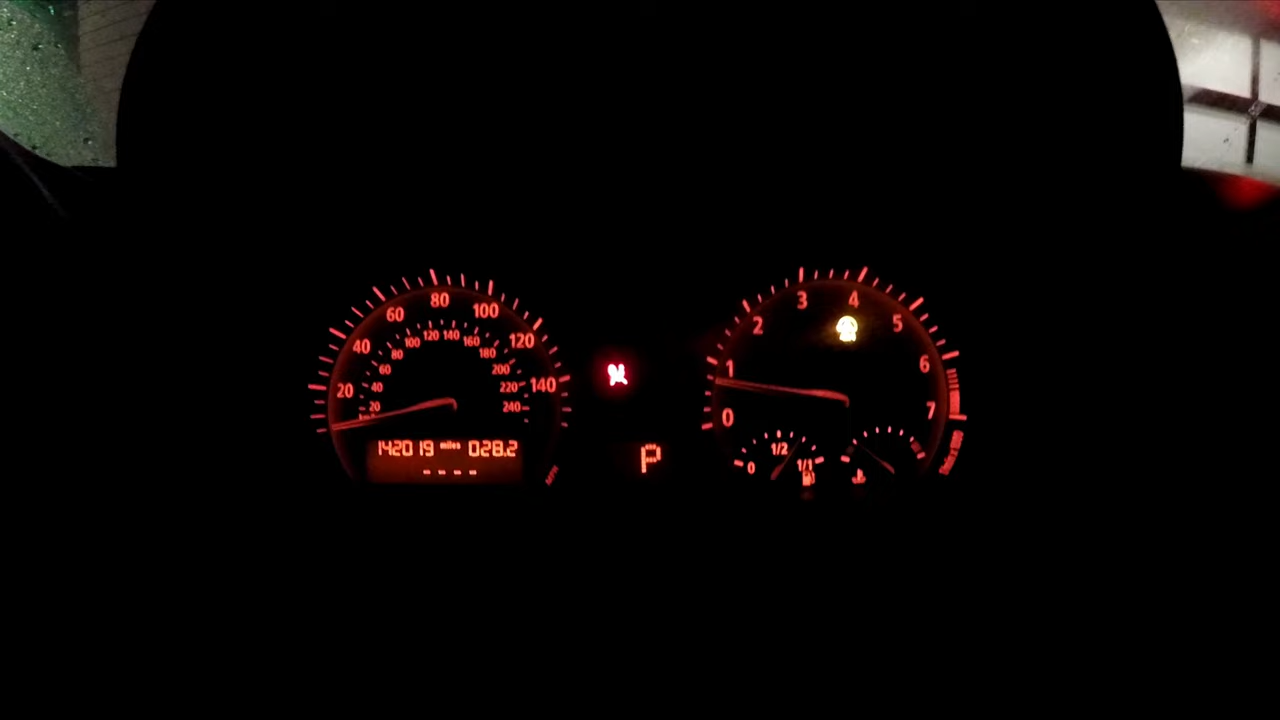 20 40 60 80 100 120 140
20 40 60 80 100 120 140 160 180 200 220 240
142019 miles 028.2
- - - -
MPH
P
0 1 2 3 4 5 6 7
0 1/2 1/1